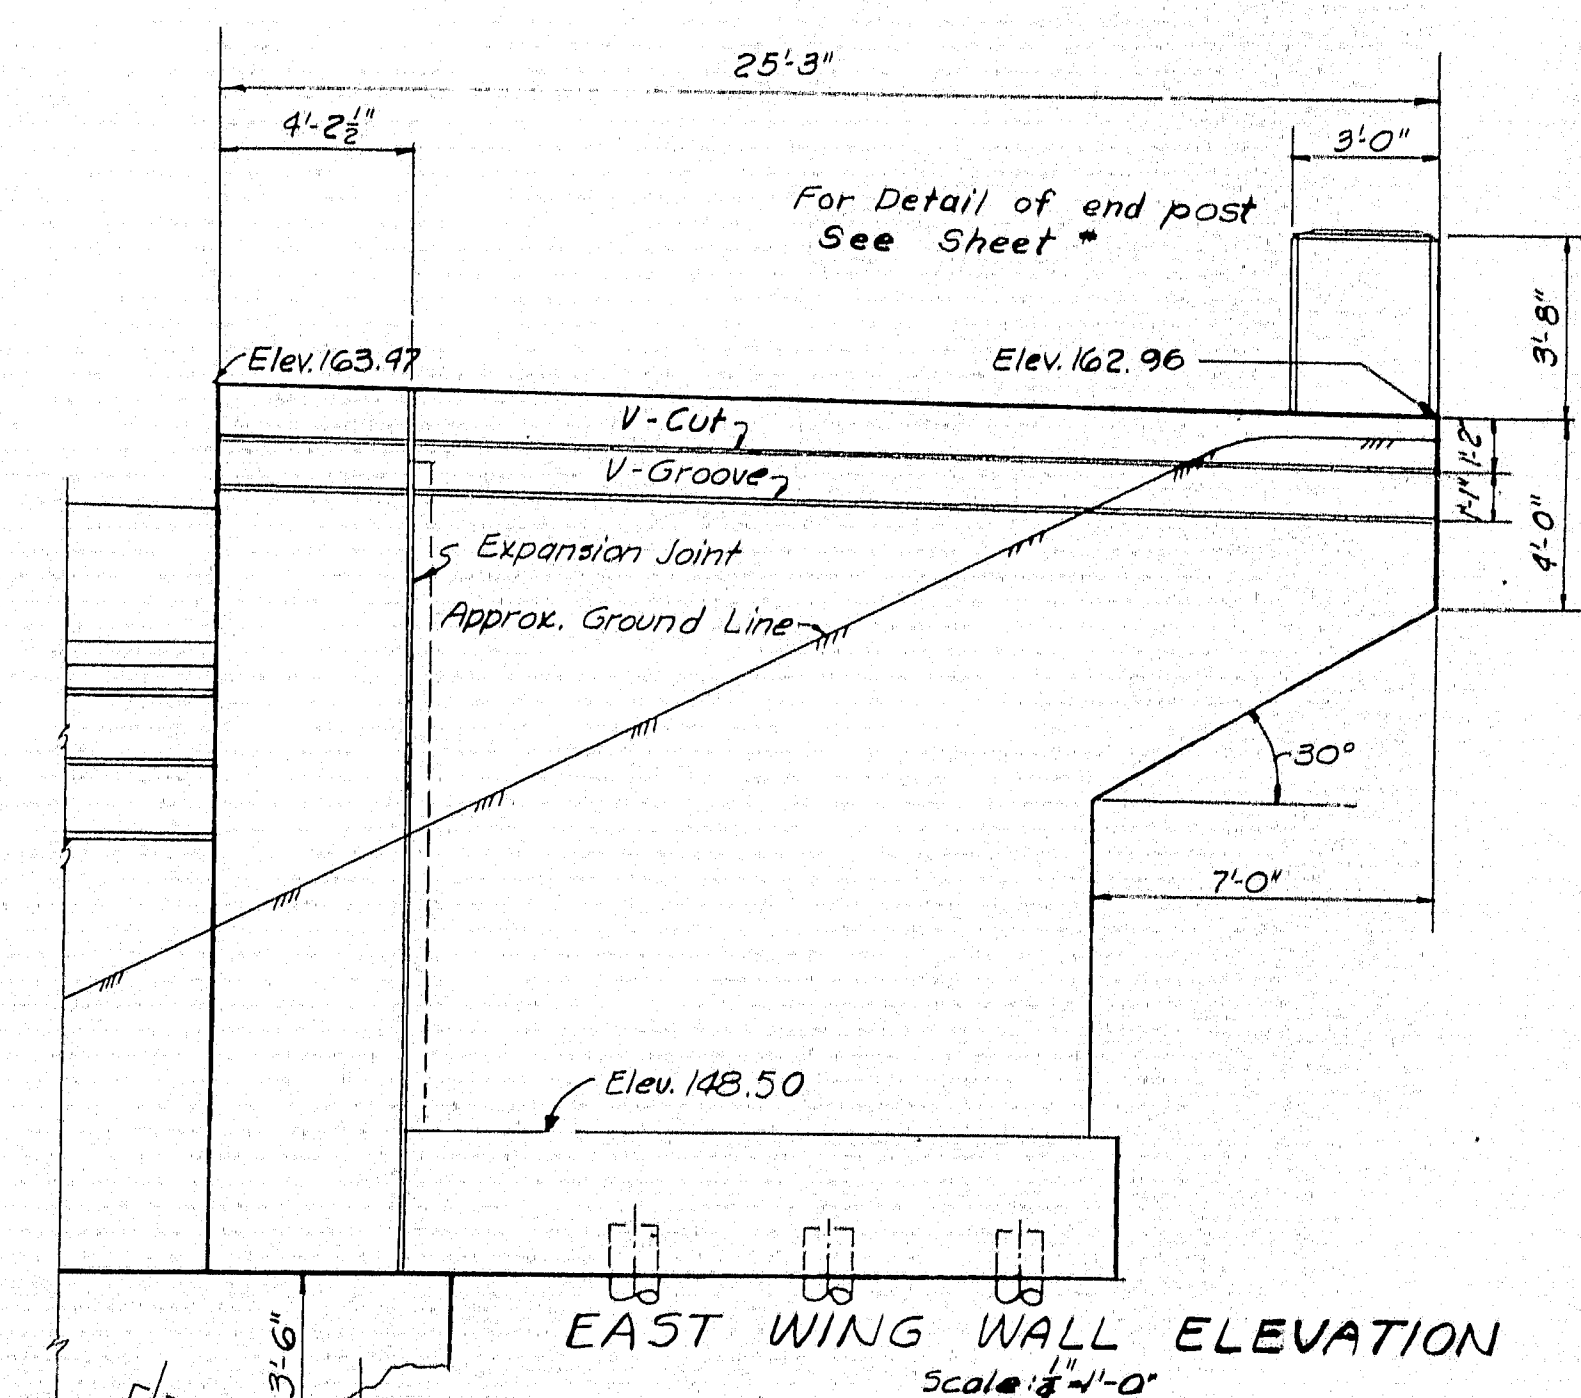 25'-3"
4'-2½"
3'-0"
For Detail of end post
See Sheet *
3'-8"
Elev. 163.97
Elev. 162.96
V-Cut
1'-2"
V-Groove
1'-1"
4'-0"
Expansion Joint
Approx. Ground Line
30°
7'-0"
Elev. 148.50
3'-6"
EAST WING WALL ELEVATION
Scale: